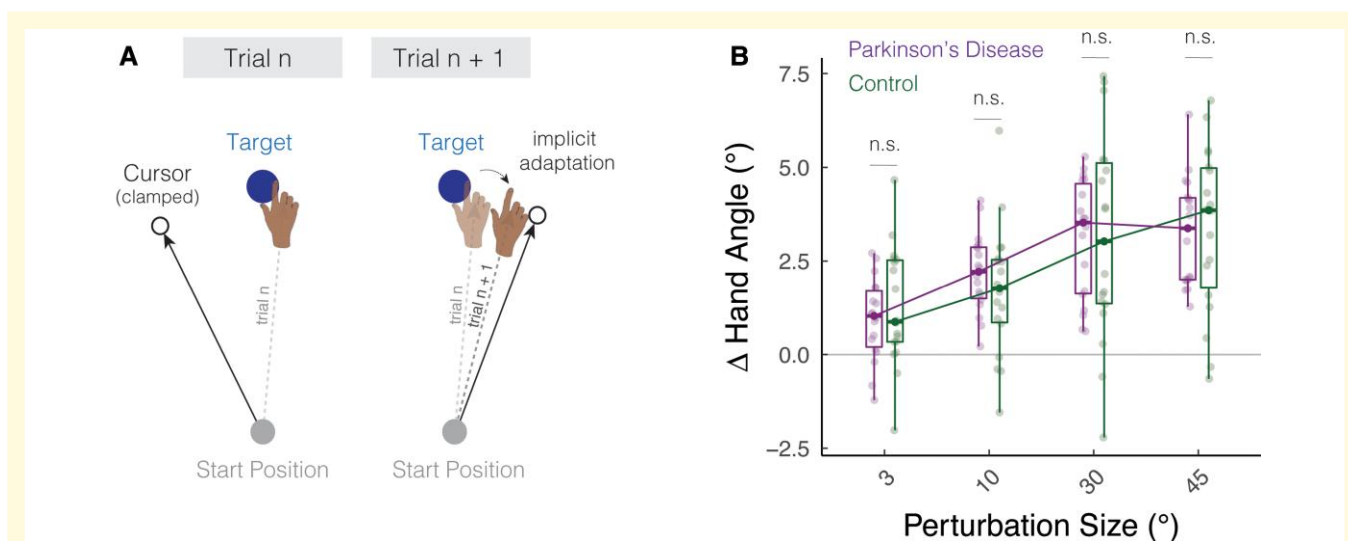 A
Trial n
Trial n + 1
Target
Cursor
(clamped)
trial n
Start Position
Target
implicit
adaptation
trial n
trial n + 1
Start Position
B
Parkinson's Disease
Control
n.s.
n.s.
n.s.
n.s.
Δ Hand Angle (°)
7.5
5.0
2.5
0.0
−2.5
3
10
30
45
Perturbation Size (°)